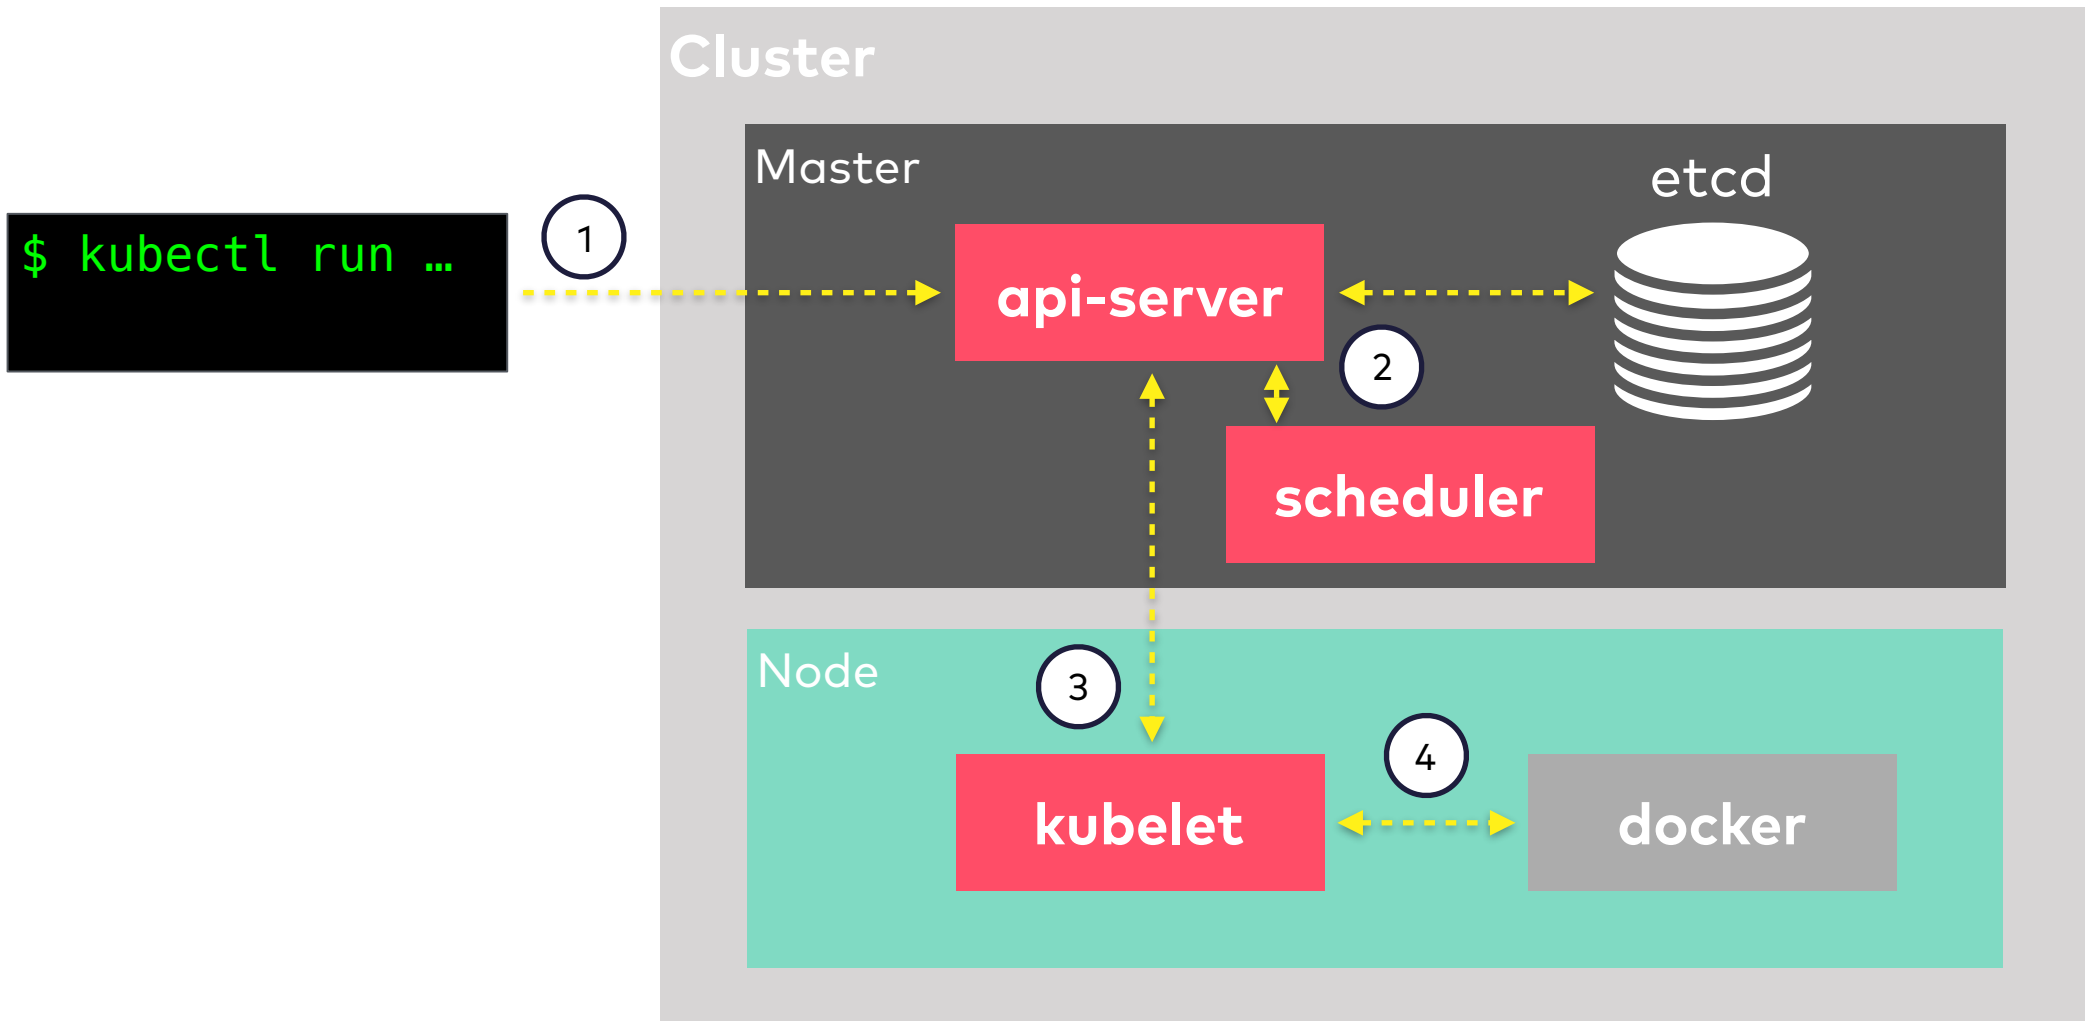 Cluster
Master
etcd
1
$ kubectl run …
api-server
2
scheduler
Node
3
4
kubelet
docker